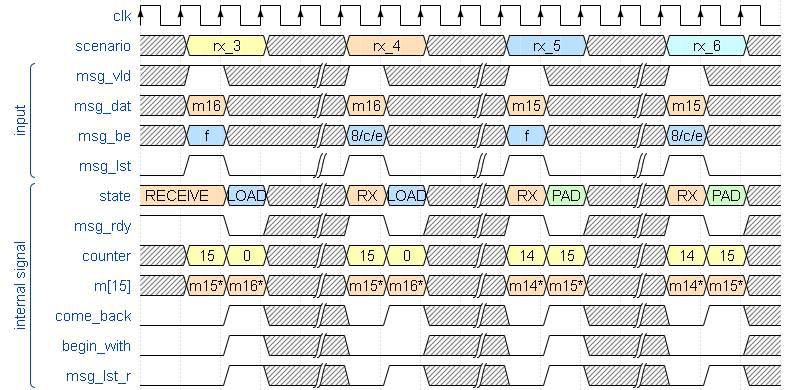 clk
scenario rx_3 rx_4 rx_5 rx_6
input
msg_vld
msg_dat m16 m16 m15 m15
msg_be f 8/c/e f 8/c/e
msg_lst
internal signal
state RECEIVE LOAD RX LOAD RX PAD RX PAD
msg_rdy
counter 15 0 15 0 14 15 14 15
m[15] m15* m16* m15* m16* m14* m15* m14* m15*
come_back
begin_with
msg_lst_r